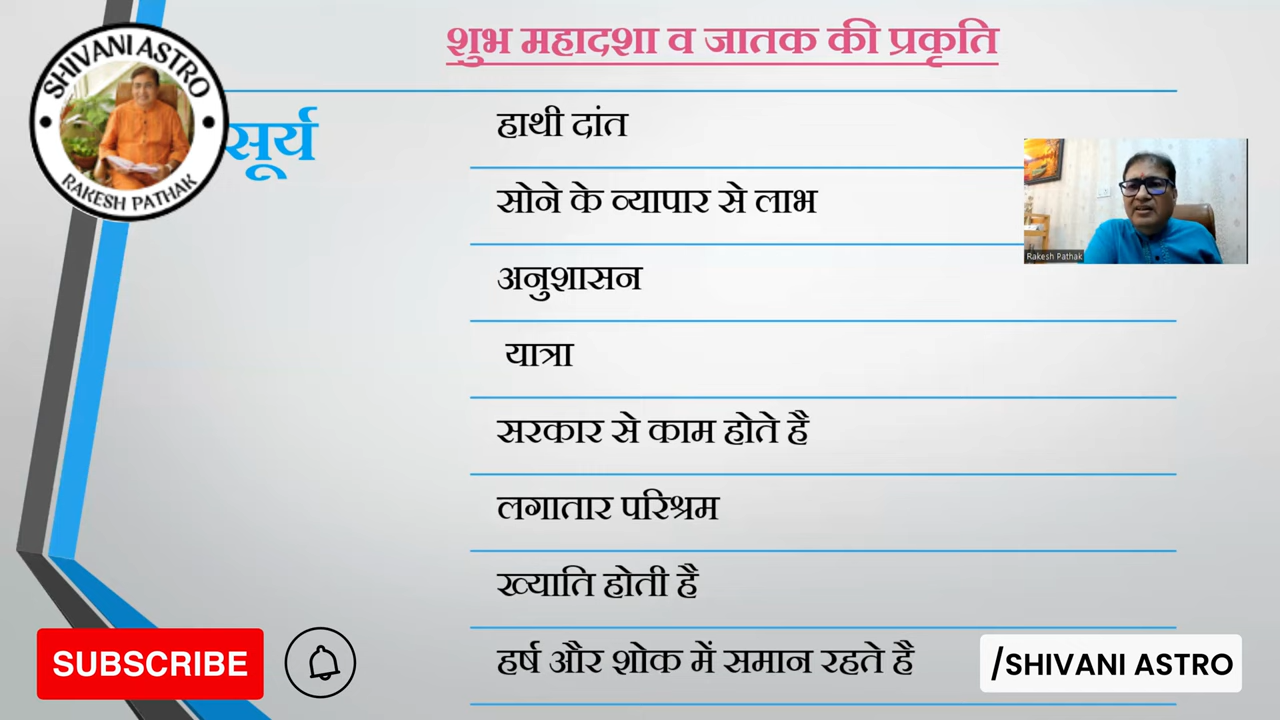 शुभ महादशा व जातक की प्रकृति
SHIVANI ASTRO
RAKESH PATHAK
सूर्य
हाथी दांत
सोने के व्यापार से लाभ
अनुशासन
यात्रा
सरकार से काम होते है
लगातार परिश्रम
ख्याति होती है
हर्ष और शोक में समान रहते है
Rakesh Pathak
SUBSCRIBE
/SHIVANI ASTRO